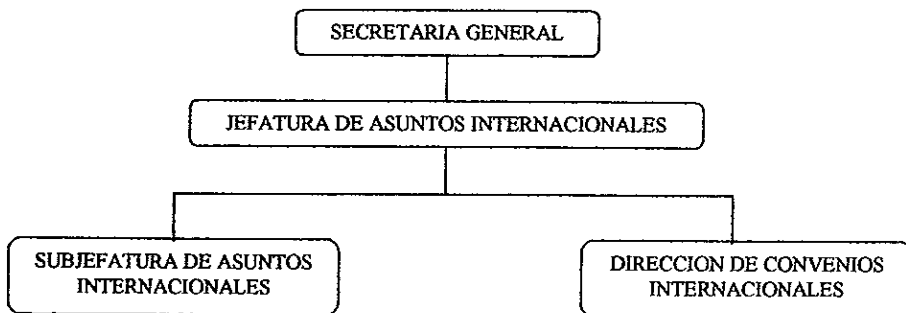 SECRETARIA GENERAL
JEFATURA DE ASUNTOS INTERNACIONALES
SUBJEFATURA DE ASUNTOS
INTERNACIONALES
DIRECCION DE CONVENIOS
INTERNACIONALES